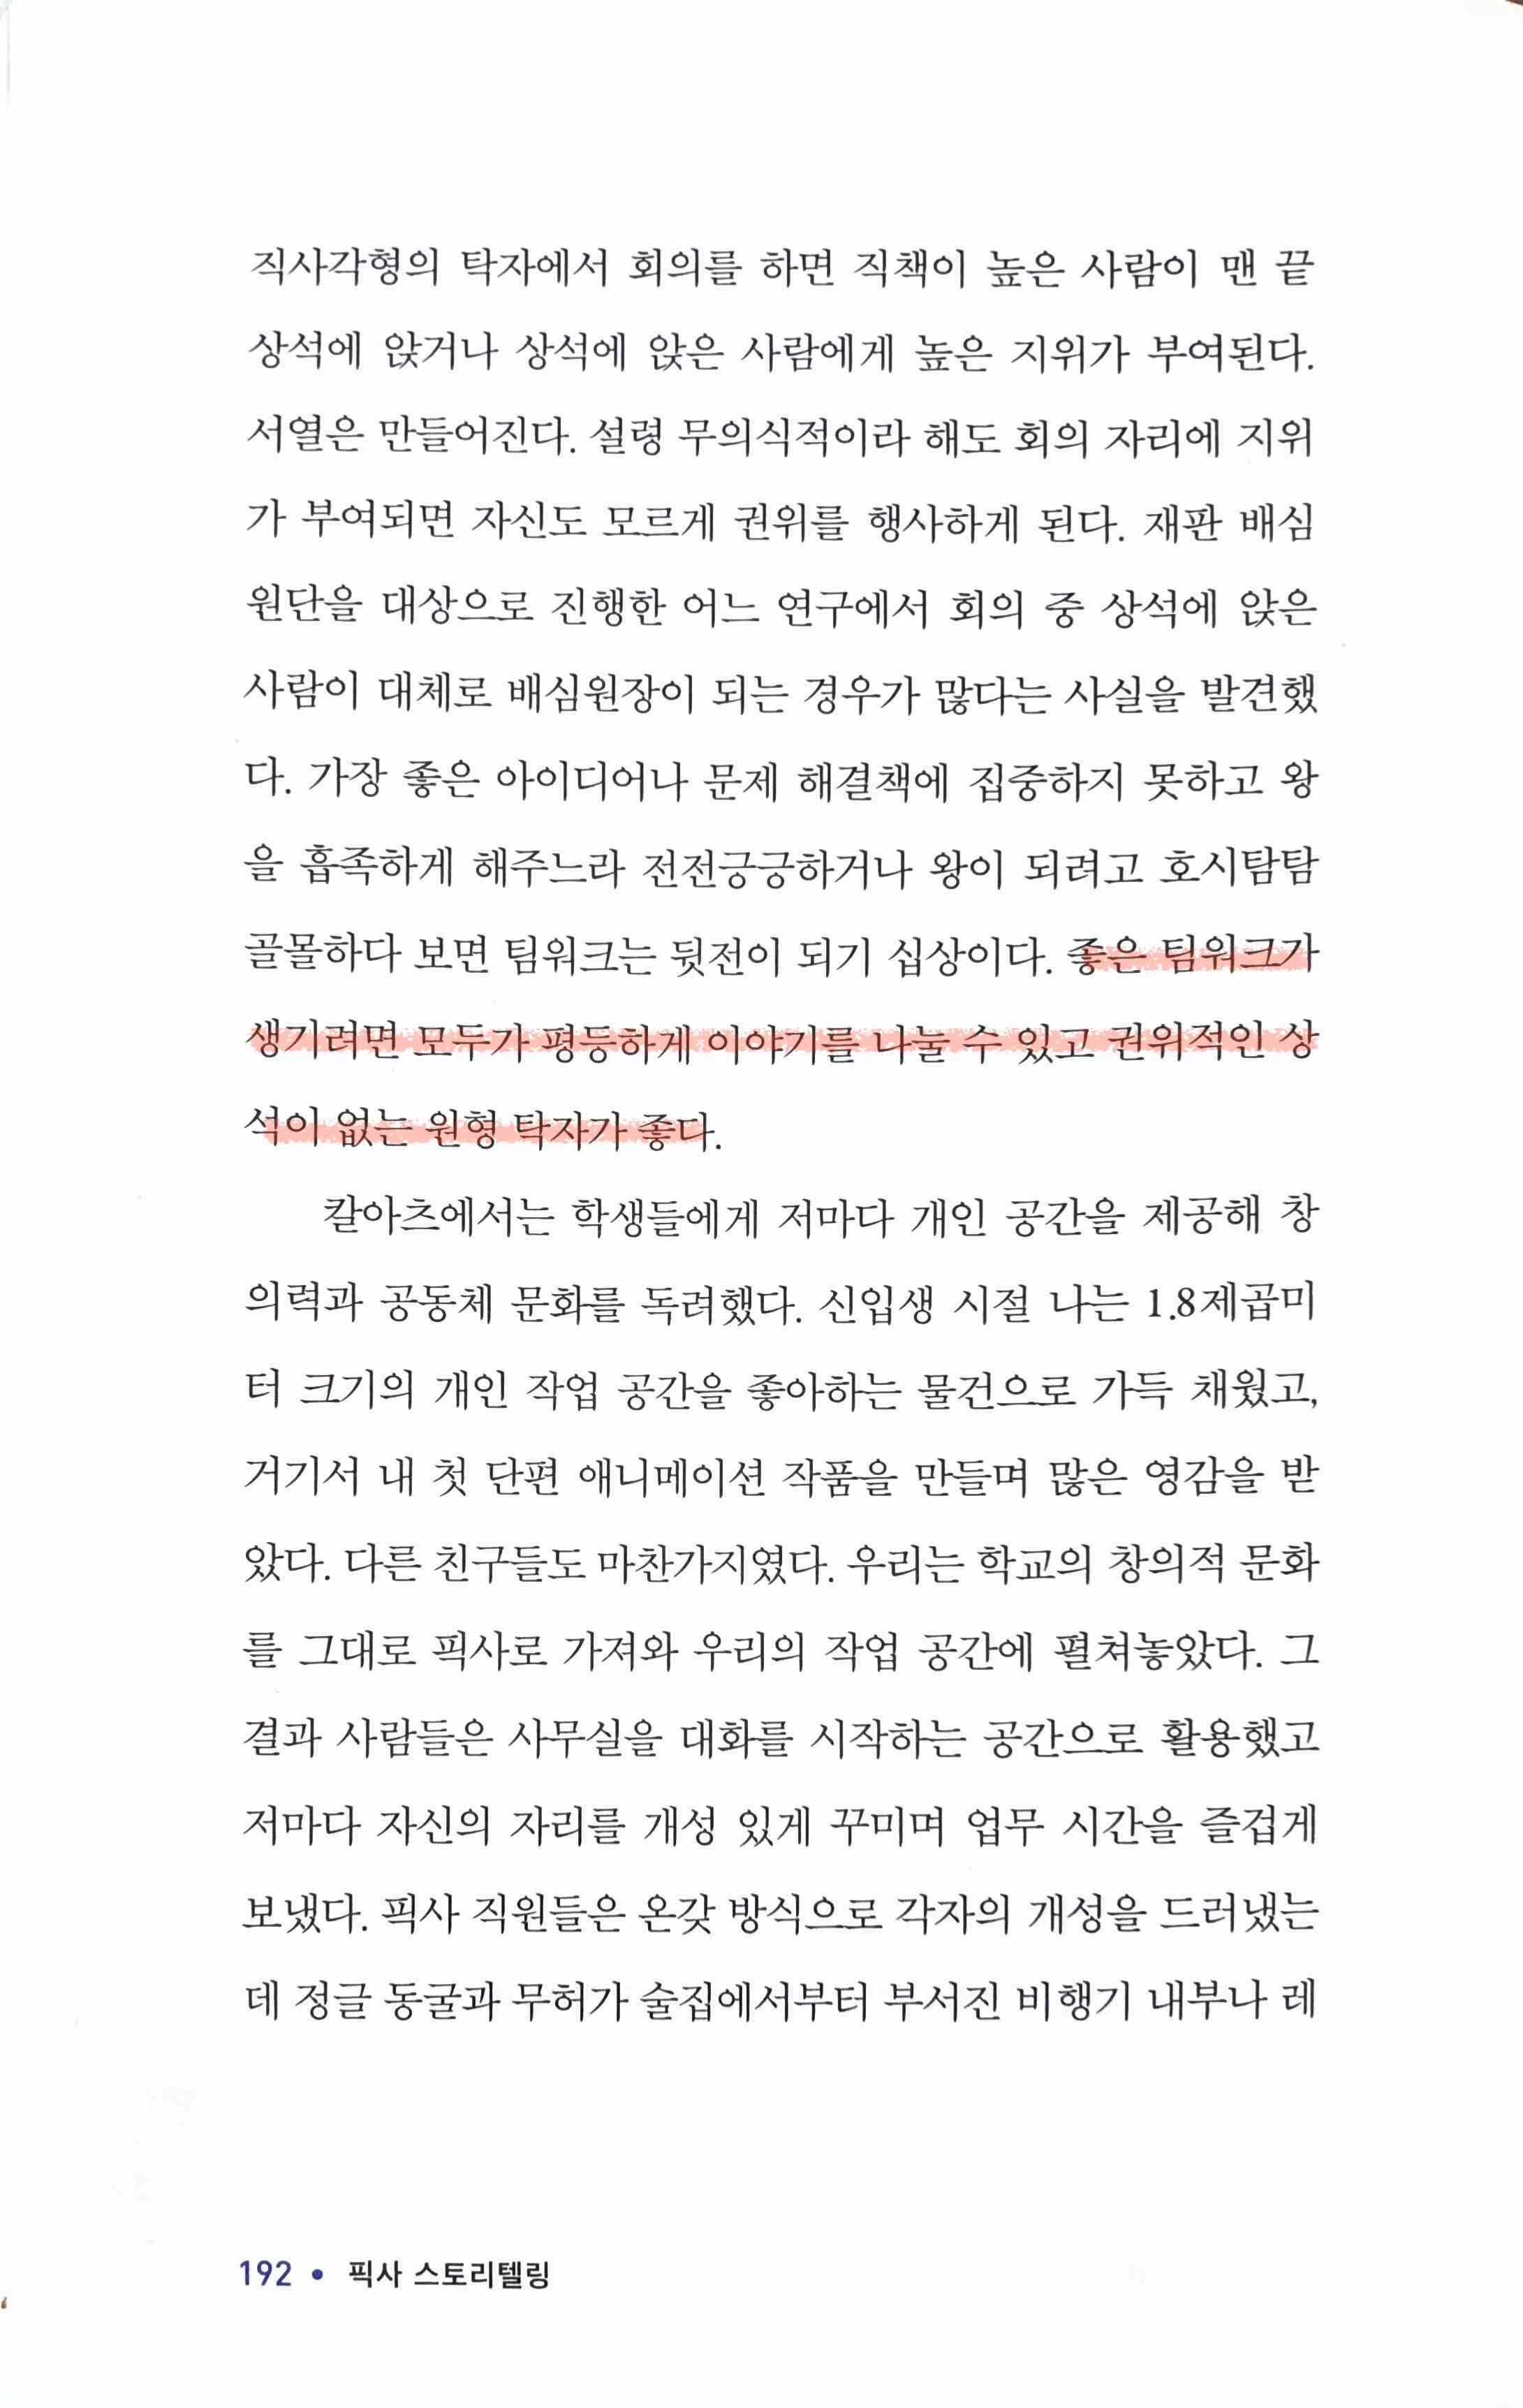 직사각형의 탁자에서 회의를 하면 직책이 높은 사람이 맨 끝
상석에 앉거나 상석에 앉은 사람에게 높은 지위가 부여된다.
서열은 만들어진다. 설령 무의식적이라 해도 회의 자리에 지위
가 부여되면 자신도 모르게 권위를 행사하게 된다. 재판 배심
원단을 대상으로 진행한 어느 연구에서 회의 중 상석에 앉은
사람이 대체로 배심원장이 되는 경우가 많다는 사실을 발견했
다. 가장 좋은 아이디어나 문제 해결책에 집중하지 못하고 왕
을 흡족하게 해주느라 전전긍긍하거나 왕이 되려고 호시탐탐
골몰하다 보면 팀워크는 뒷전이 되기 십상이다. 좋은 팀워크가
생기려면 모두가 평등하게 이야기를 나눌 수 있고 권위적인 상
석이 없는 원형 탁자가 좋다.
칼아츠에서는 학생들에게 저마다 개인 공간을 제공해 창
의력과 공동체 문화를 독려했다. 신입생 시절 나는 1.8제곱미
터 크기의 개인 작업 공간을 좋아하는 물건으로 가득 채웠고,
거기서 내 첫 단편 애니메이션 작품을 만들며 많은 영감을 받
았다. 다른 친구들도 마찬가지였다. 우리는 학교의 창의적 문화
를 그대로 픽사로 가져와 우리의 작업 공간에 펼쳐놓았다. 그
결과 사람들은 사무실을 대화를 시작하는 공간으로 활용했고
저마다 자신의 자리를 개성 있게 꾸미며 업무 시간을 즐겁게
보냈다. 픽사 직원들은 온갖 방식으로 각자의 개성을 드러냈는
데 정글 동굴과 무허가 술집에서부터 부서진 비행기 내부나 레
192 • 픽사 스토리텔링